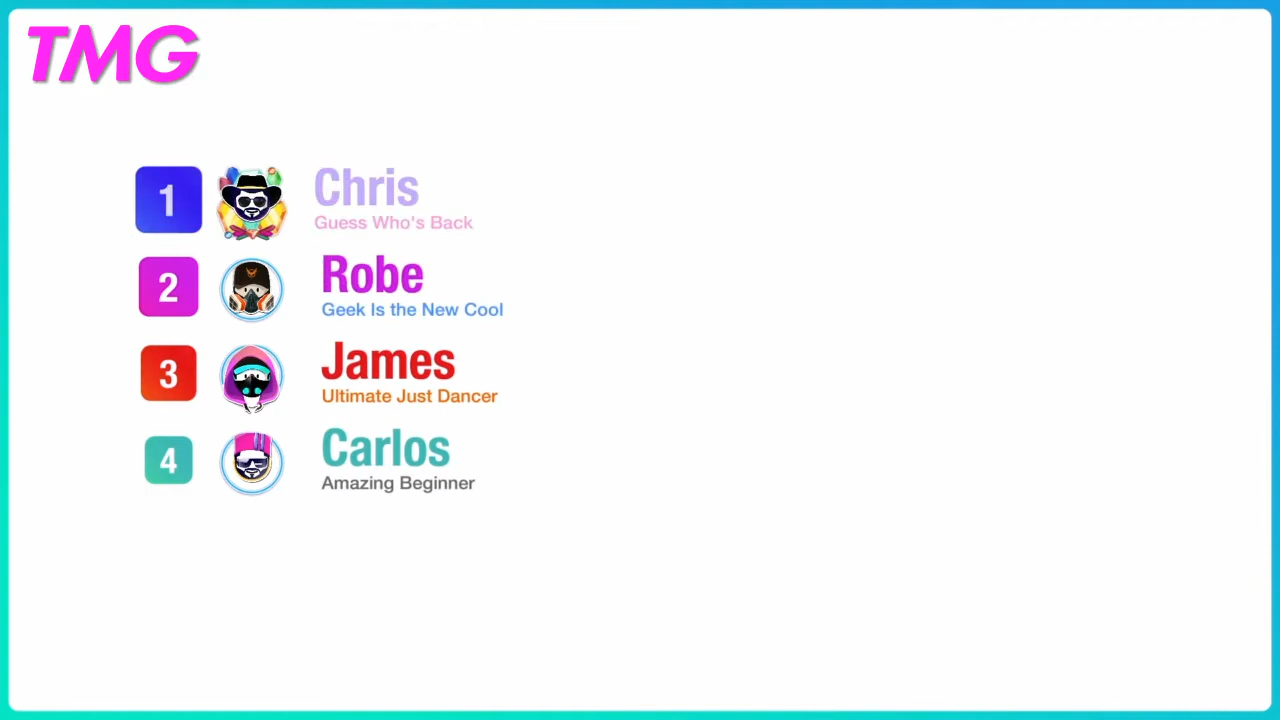 TMG
1
Chris
Guess Who's Back
2
Robe
Geek Is the New Cool
3
James
Ultimate Just Dancer
4
Carlos
Amazing Beginner